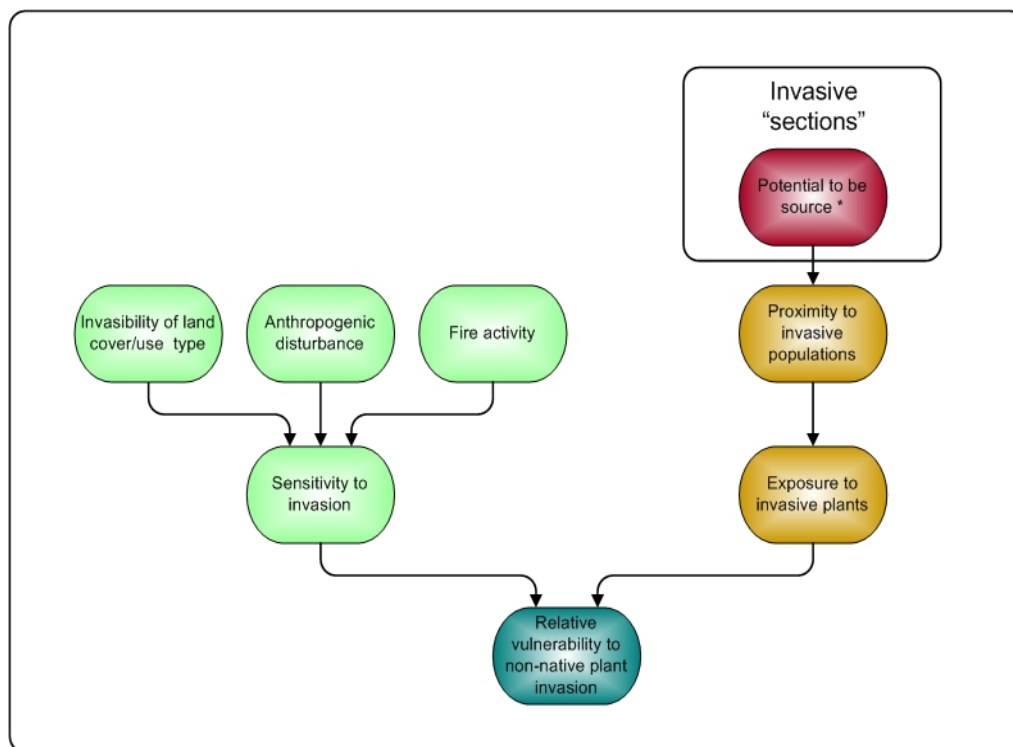 Invasive
“sections”
Potential to be
source *
Invasibility of land
cover/use type
Anthropogenic
disturbance
Fire activity
Proximity to
invasive
populations
Sensitivity to
invasion
Exposure to
invasive plants
Relative
vulnerability to
non-native plant
invasion